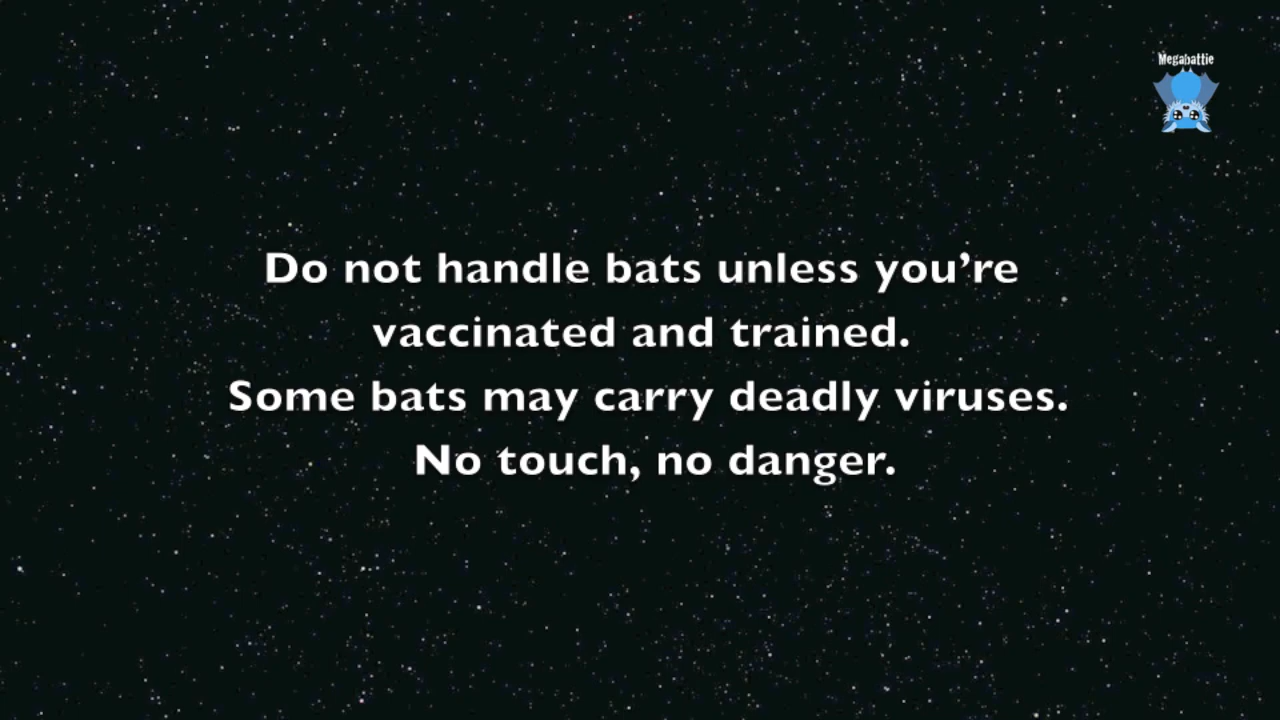 Megabattie
Do not handle bats unless you’re
vaccinated and trained.
Some bats may carry deadly viruses.
No touch, no danger.